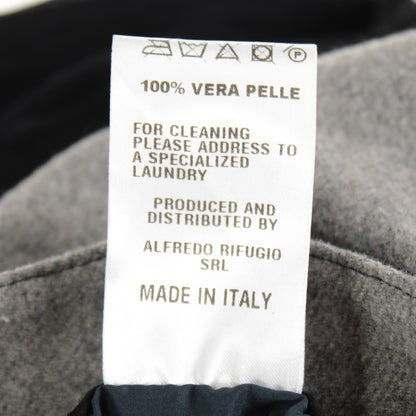 100% VERA PELLE
FOR CLEANING
PLEASE ADDRESS TO
A SPECIALIZED
LAUNDRY
PRODUCED AND
DISTRIBUTED BY
ALFREDO RIFUGIO
SRL
MADE IN ITALY